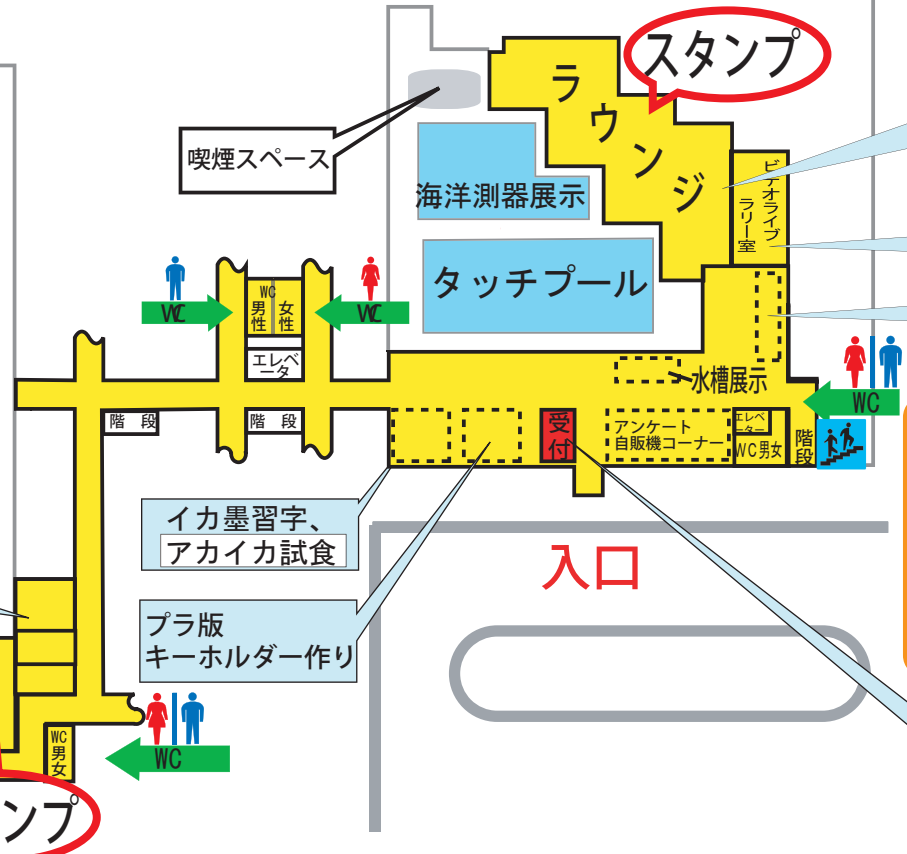 スタンプ
ラウンジ
喫煙スペース
海洋測器展示
ビデオライブ
ラリー室
タッチプール
WC
男性
女性
WC
WC
エレベ
ータ
階 段
階 段
水槽展示
WC
受付
アンケート
自販機コーナー
エレベ
ーター
WC男女
階段
イカ墨習字、
アカイカ試食
入口
プラ版
キーホルダー作り
WC
男女
WC
ンプ